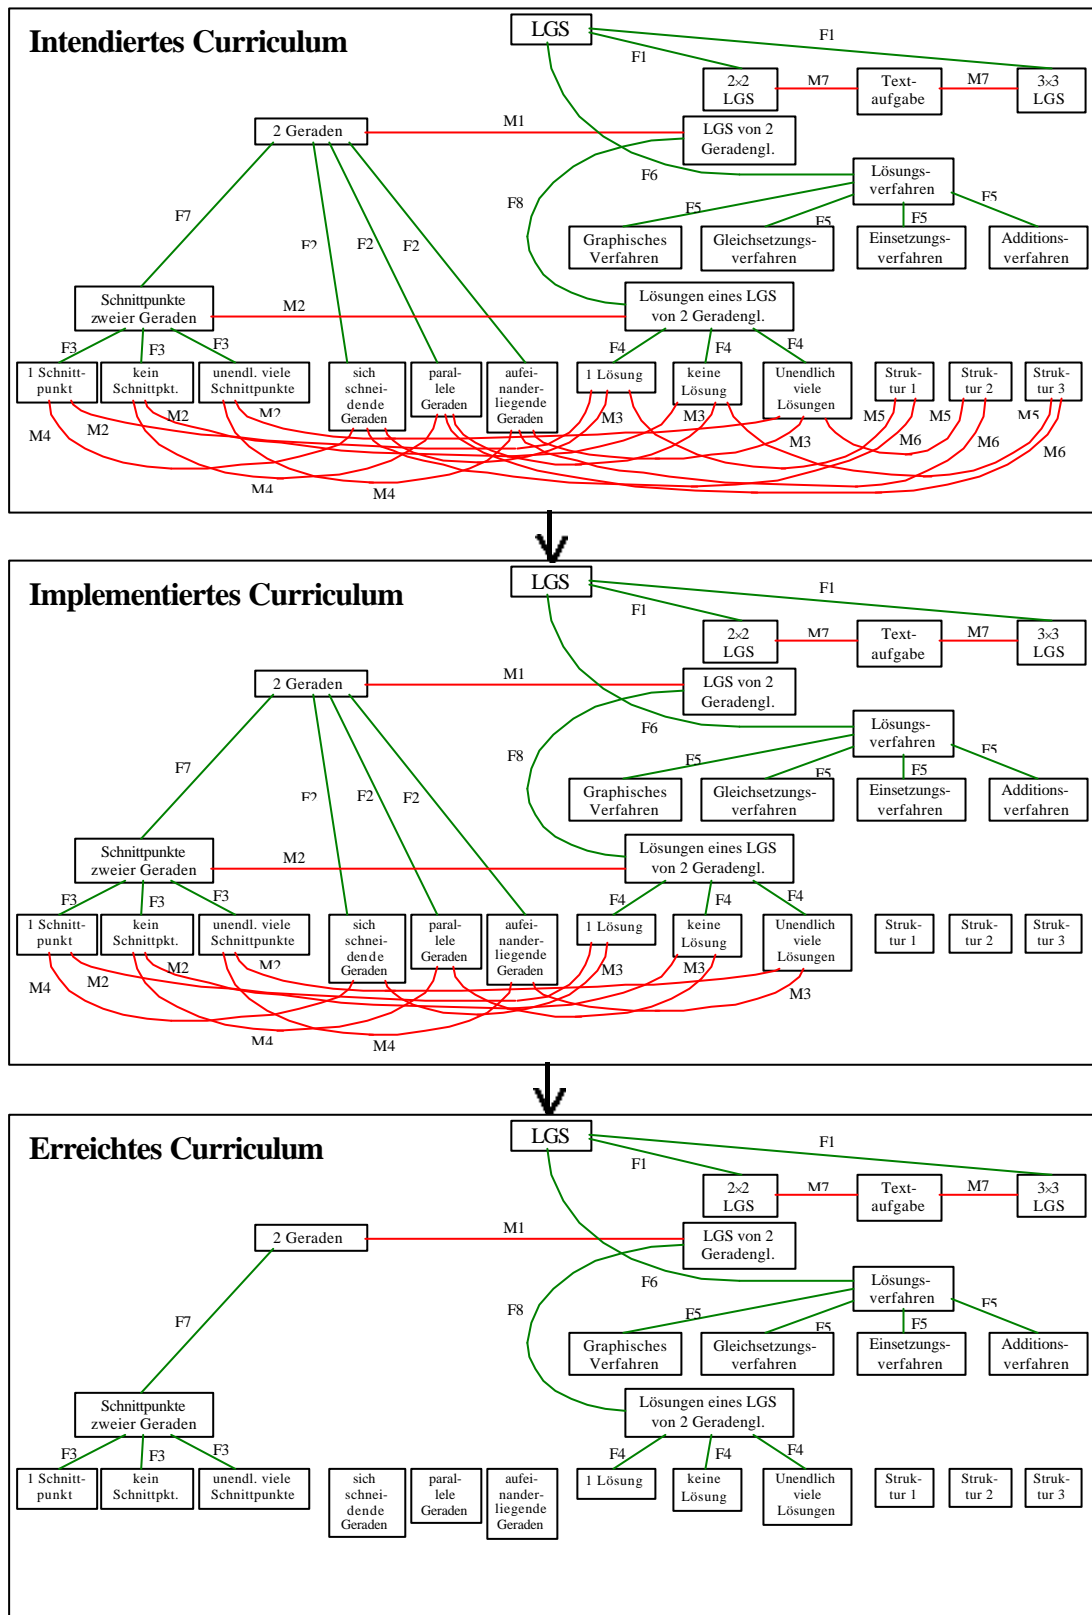 Intendiertes Curriculum
LGS
F1
F1
2×2
LGS
M7
Text-
aufgabe
M7
3×3
LGS
2 Geraden
M1
LGS von 2
Geradengl.
F6
Lösungs-
verfahren
F7
F2
F2
F2
F8
F5
F5
F5
F5
Graphisches
Verfahren
Gleichsetzungs-
verfahren
Einsetzungs-
verfahren
Additions-
verfahren
Schnittpunkte
zweier Geraden
M2
Lösungen eines LGS
von 2 Geradengl.
F3
F3
F3
F4
F4
F4
1 Schnitt-
punkt
kein
Schnittpkt.
unendl. viele
Schnittpunkte
sich
schnei-
dende
Geraden
paral-
lele
Geraden
aufei-
nander-
liegende
Geraden
1 Lösung
keine
Lösung
Unendlich
viele
Lösungen
Struk-
tur 1
Struk-
tur 2
Struk-
tur 3
M4
M2
M2
M2
M3
M3
M3
M5
M5
M5
M6
M6
M6
M4
M4
Implementiertes Curriculum
LGS
F1
F1
2×2
LGS
M7
Text-
aufgabe
M7
3×3
LGS
2 Geraden
M1
LGS von 2
Geradengl.
F6
Lösungs-
verfahren
F7
F2
F2
F2
F8
F5
F5
F5
F5
Graphisches
Verfahren
Gleichsetzungs-
verfahren
Einsetzungs-
verfahren
Additions-
verfahren
Schnittpunkte
zweier Geraden
M2
Lösungen eines LGS
von 2 Geradengl.
F3
F3
F3
F4
F4
F4
1 Schnitt-
punkt
kein
Schnittpkt.
unendl. viele
Schnittpunkte
sich
schnei-
dende
Geraden
paral-
lele
Geraden
aufei-
nander-
liegende
Geraden
1 Lösung
keine
Lösung
Unendlich
viele
Lösungen
Struk-
tur 1
Struk-
tur 2
Struk-
tur 3
M4
M2
M2
M2
M3
M3
M3
M4
M4
Erreichtes Curriculum
LGS
F1
F1
2×2
LGS
M7
Text-
aufgabe
M7
3×3
LGS
2 Geraden
M1
LGS von 2
Geradengl.
F6
Lösungs-
verfahren
F7
F8
F5
F5
F5
F5
Graphisches
Verfahren
Gleichsetzungs-
verfahren
Einsetzungs-
verfahren
Additions-
verfahren
Schnittpunkte
zweier Geraden
Lösungen eines LGS
von 2 Geradengl.
F3
F3
F3
F4
F4
F4
1 Schnitt-
punkt
kein
Schnittpkt.
unendl. viele
Schnittpunkte
sich
schnei-
dende
Geraden
paral-
lele
Geraden
aufei-
nander-
liegende
Geraden
1 Lösung
keine
Lösung
Unendlich
viele
Lösungen
Struk-
tur 1
Struk-
tur 2
Struk-
tur 3